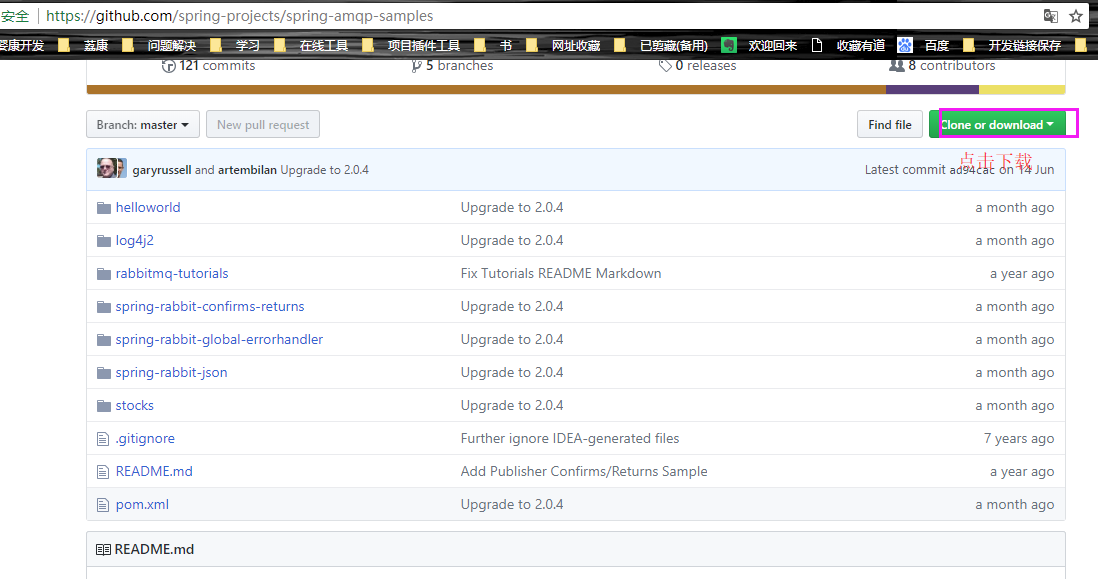 安全 https://github.com/spring-projects/spring-amqp-samples
婴康开发 荔康 问题解决 学习 在线工具 项目插件工具 书 网址收藏 已剪藏(备用) 欢迎回来 收藏有道 百度 开发链接保存
121 commits 5 branches 0 releases 8 contributors
Branch: master New pull request Find file Clone or download
点击下载
garyrussell and artembilan Upgrade to 2.0.4 Latest commit ad94cac on 14 Jun
helloworld Upgrade to 2.0.4 a month ago
log4j2 Upgrade to 2.0.4 a month ago
rabbitmq-tutorials Fix Tutorials README Markdown a year ago
spring-rabbit-confirms-returns Upgrade to 2.0.4 a month ago
spring-rabbit-global-errorhandler Upgrade to 2.0.4 a month ago
spring-rabbit-json Upgrade to 2.0.4 a month ago
stocks Upgrade to 2.0.4 a month ago
.gitignore Further ignore IDEA-generated files 7 years ago
README.md Add Publisher Confirms/Returns Sample a year ago
pom.xml Upgrade to 2.0.4 a month ago
README.md